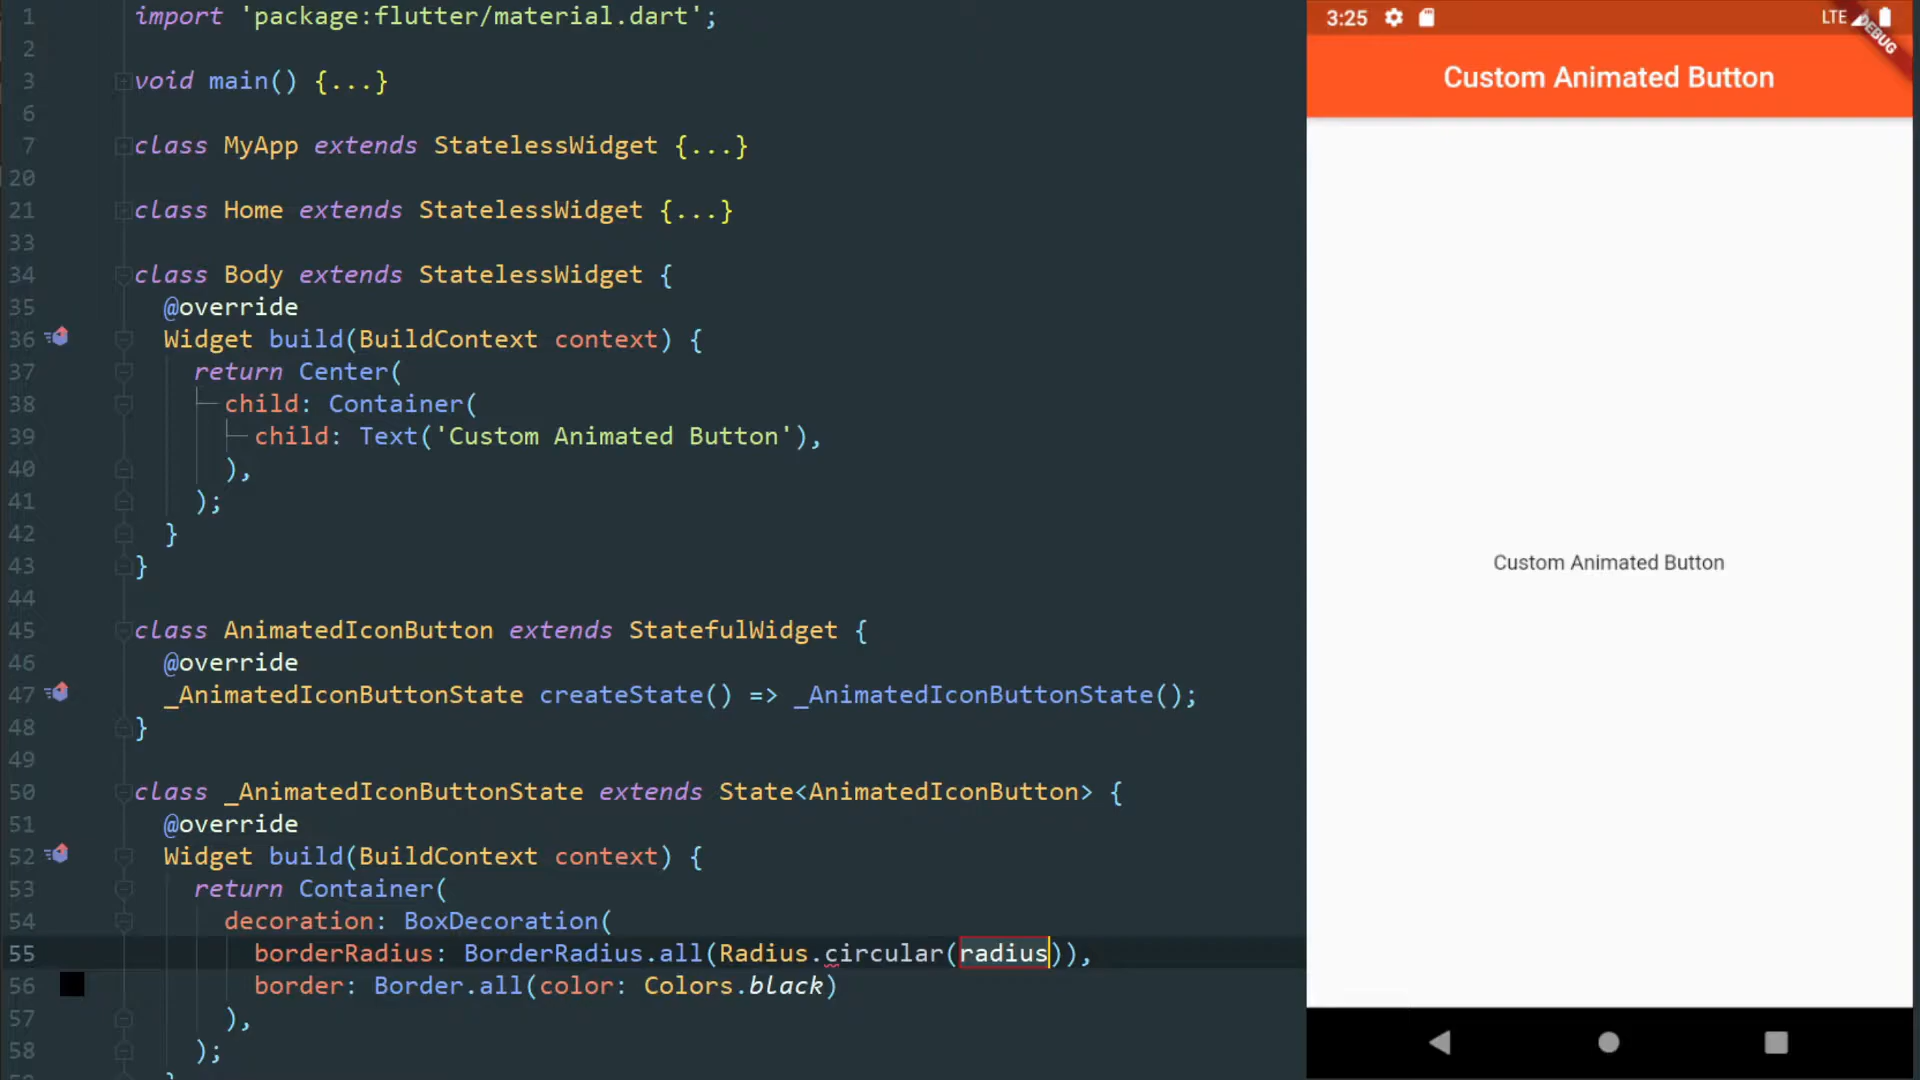 1 import 'package:flutter/material.dart';
2
3 void main() {...}
6
7 class MyApp extends StatelessWidget {...}
20
21 class Home extends StatelessWidget {...}
33
34 class Body extends StatelessWidget {
35 @override
36 Widget build(BuildContext context) {
37 return Center(
38 child: Container(
39 child: Text('Custom Animated Button'),
40 ),
41 );
42 }
43 }
44
45 class AnimatedIconButton extends StatefulWidget {
46 @override
47 _AnimatedIconButtonState createState() => _AnimatedIconButtonState();
48 }
49
50 class _AnimatedIconButtonState extends State<AnimatedIconButton> {
51 @override
52 Widget build(BuildContext context) {
53 return Container(
54 decoration: BoxDecoration(
55 borderRadius: BorderRadius.all(Radius.circular(radius)),
56 border: Border.all(color: Colors.black)
57 ),
58 );
3:25 LTE
DEBUG
Custom Animated Button
Custom Animated Button